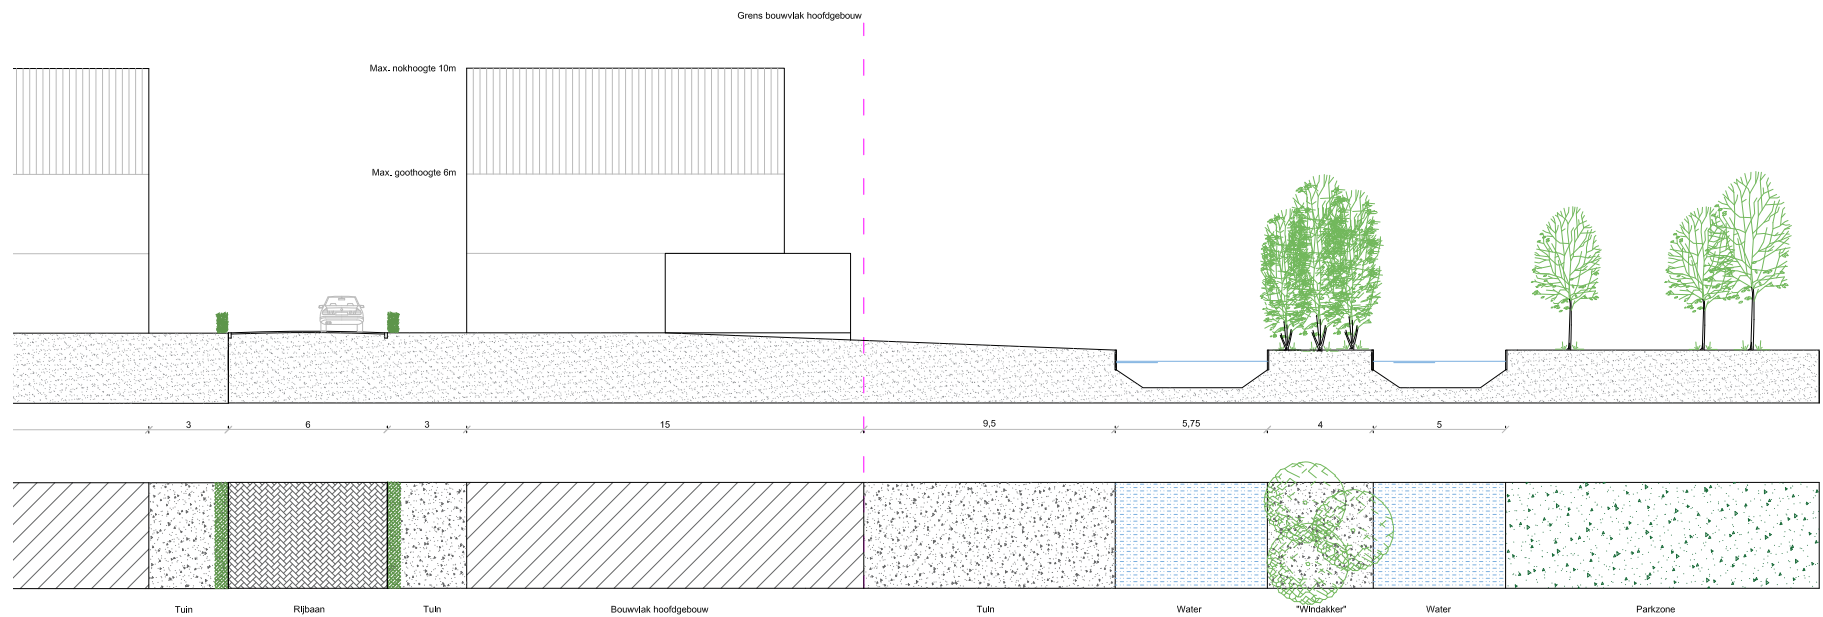 Grens bouwvlak hoofdgebouw
Max. nokhoogte 10m
Max. goothoogte 6m
3 6 3 15 9,5 5,75 4 5
Tuin Rijbaan Tuin Bouwvlak hoofdgebouw Tuin Water "Windakker" Water Parkzone